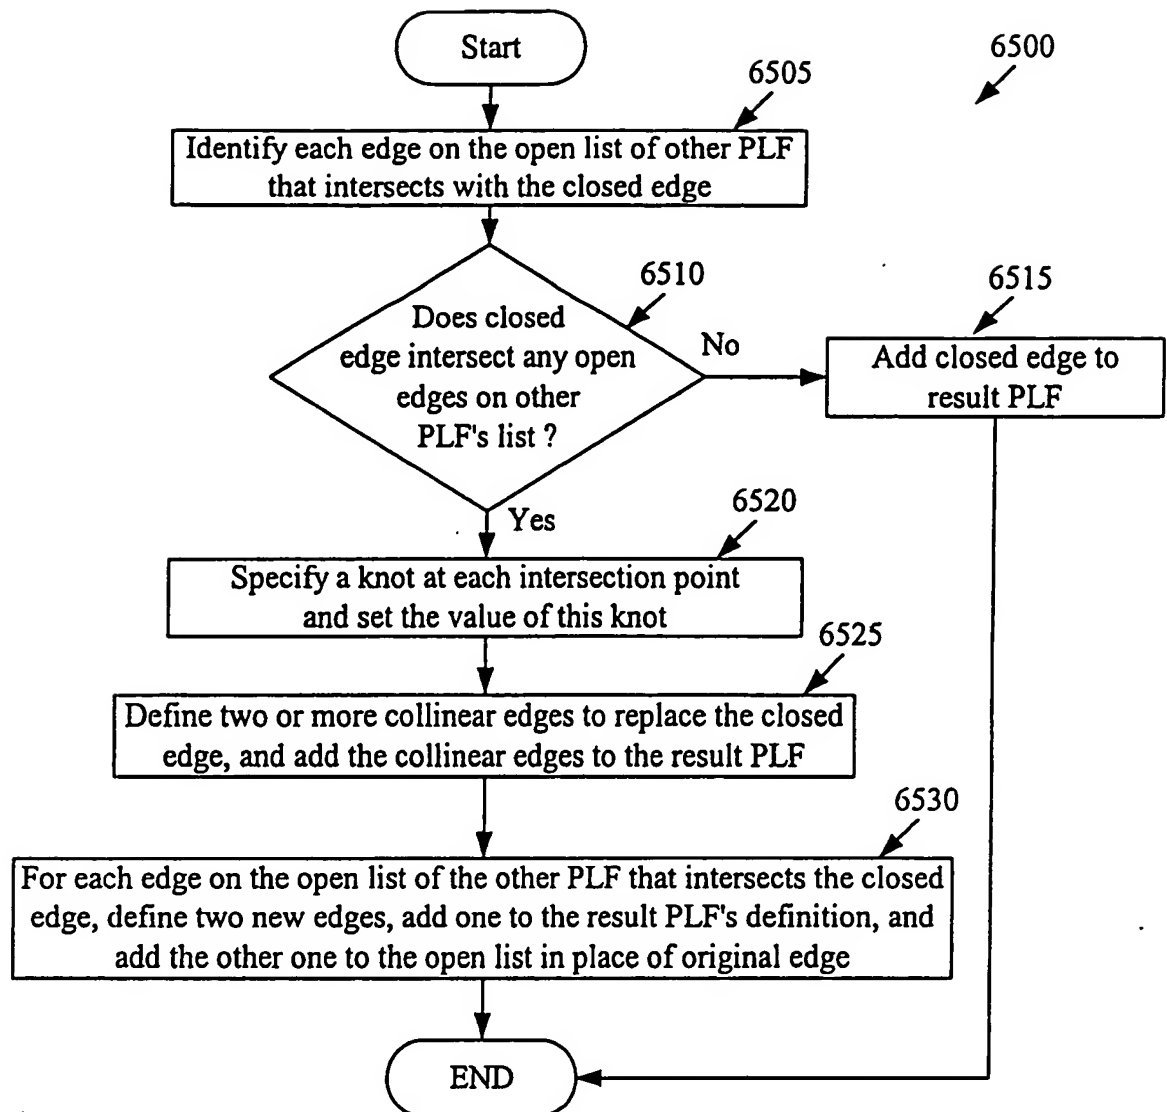 Start
6500
6505
Identify each edge on the open list of other PLF
that intersects with the closed edge
6510
Does closed
edge intersect any open
edges on other
PLF's list ?
No
6515
Add closed edge to
result PLF
Yes
6520
Specify a knot at each intersection point
and set the value of this knot
6525
Define two or more collinear edges to replace the closed
edge, and add the collinear edges to the result PLF
6530
For each edge on the open list of the other PLF that intersects the closed
edge, define two new edges, add one to the result PLF's definition, and
add the other one to the open list in place of original edge
END